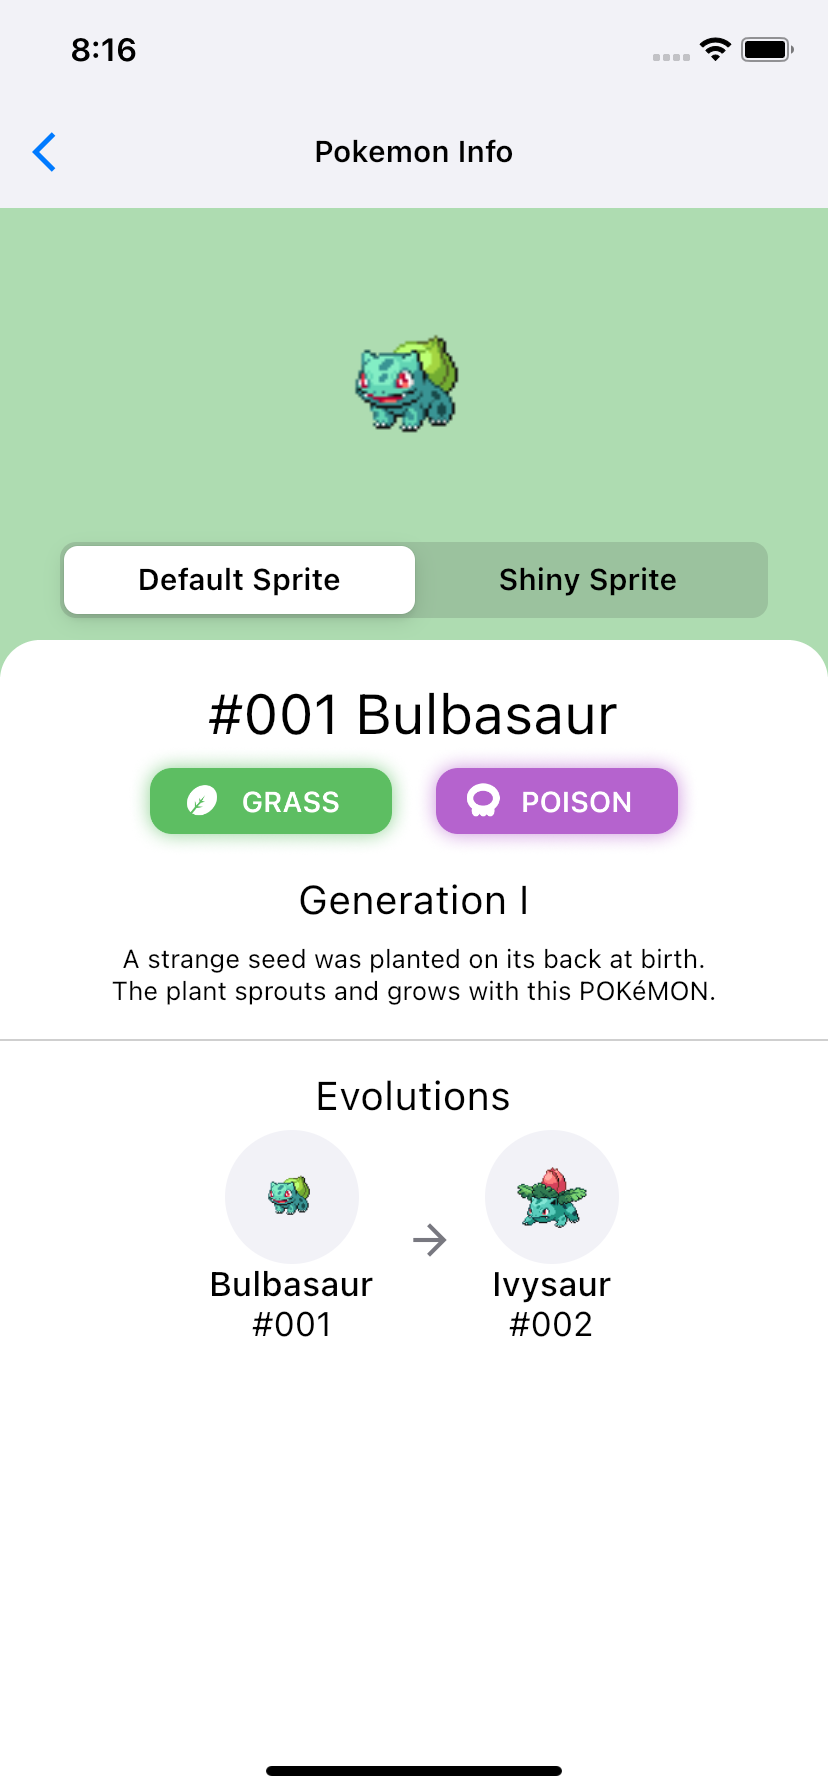 8:16
Pokemon Info
Default Sprite
Shiny Sprite
#001 Bulbasaur
GRASS
POISON
Generation I
A strange seed was planted on its back at birth.
The plant sprouts and grows with this POKéMON.
Evolutions
Bulbasaur
#001
Ivysaur
#002